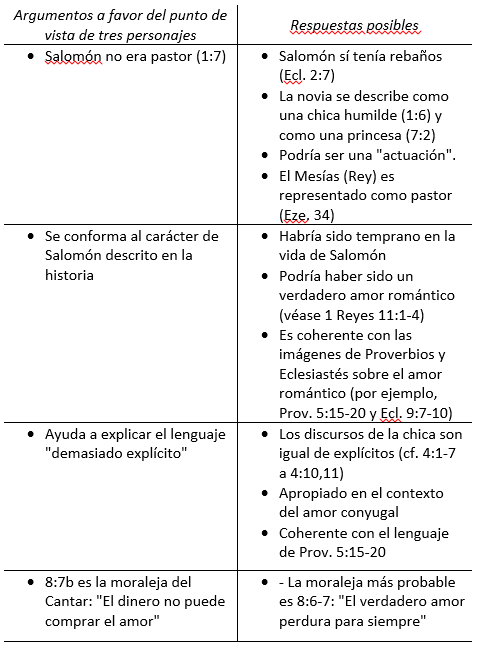 Argumentos a favor del punto de
vista de tres personajes
Respuestas posibles
• Salomón no era pastor (1:7)
• Salomón sí tenía rebaños
(Ecl. 2:7)
• La novia se describe como
una chica humilde (1:6) y
como una princesa (7:2)
• Podría ser una "actuación".
• El Mesías (Rey) es
representado como pastor
(Eze, 34)
• Se conforma al carácter de
Salomón descrito en la
historia
• Habría sido temprano en la
vida de Salomón
• Podría haber sido un
verdadero amor romántico
(véase 1 Reyes 11:1-4)
• Es coherente con las
imágenes de Proverbios y
Eclesiastés sobre el amor
romántico (por ejemplo,
Prov. 5:15-20 y Ecl. 9:7-10)
• Ayuda a explicar el lenguaje
"demasiado explícito"
• Los discursos de la chica son
igual de explícitos (cf. 4:1-7
a 4:10,11)
• Apropiado en el contexto
del amor conyugal
• Coherente con el lenguaje
de Prov. 5:15-20
• 8:7b es la moraleja del
Cantar: "El dinero no puede
comprar el amor"
• - La moraleja más probable
es 8:6-7: "El verdadero amor
perdura para siempre"